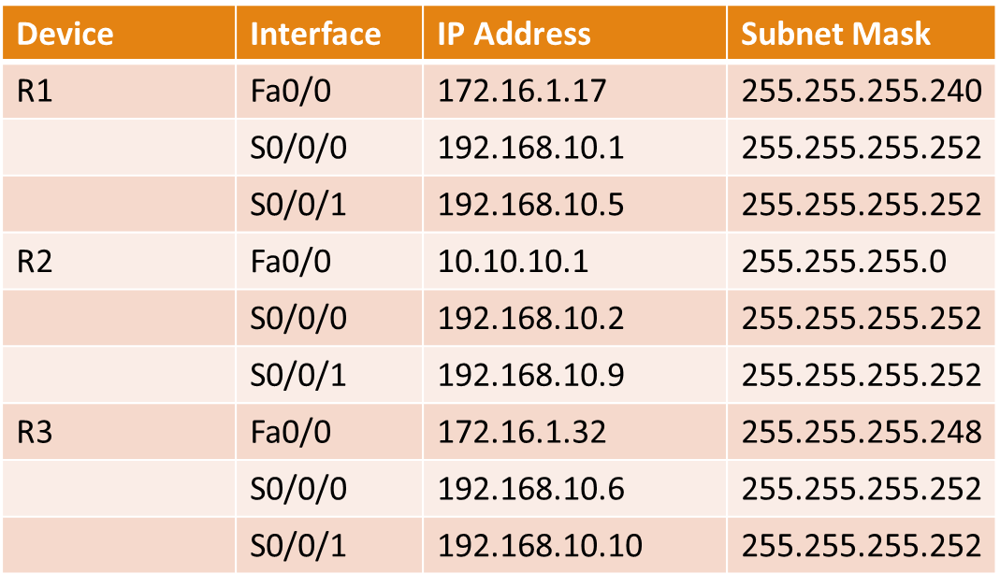 Device Interface IP Address Subnet Mask
R1 Fa0/0 172.16.1.17 255.255.255.240
S0/0/0 192.168.10.1 255.255.255.252
S0/0/1 192.168.10.5 255.255.255.252
R2 Fa0/0 10.10.10.1 255.255.255.0
S0/0/0 192.168.10.2 255.255.255.252
S0/0/1 192.168.10.9 255.255.255.252
R3 Fa0/0 172.16.1.32 255.255.255.248
S0/0/0 192.168.10.6 255.255.255.252
S0/0/1 192.168.10.10 255.255.255.252